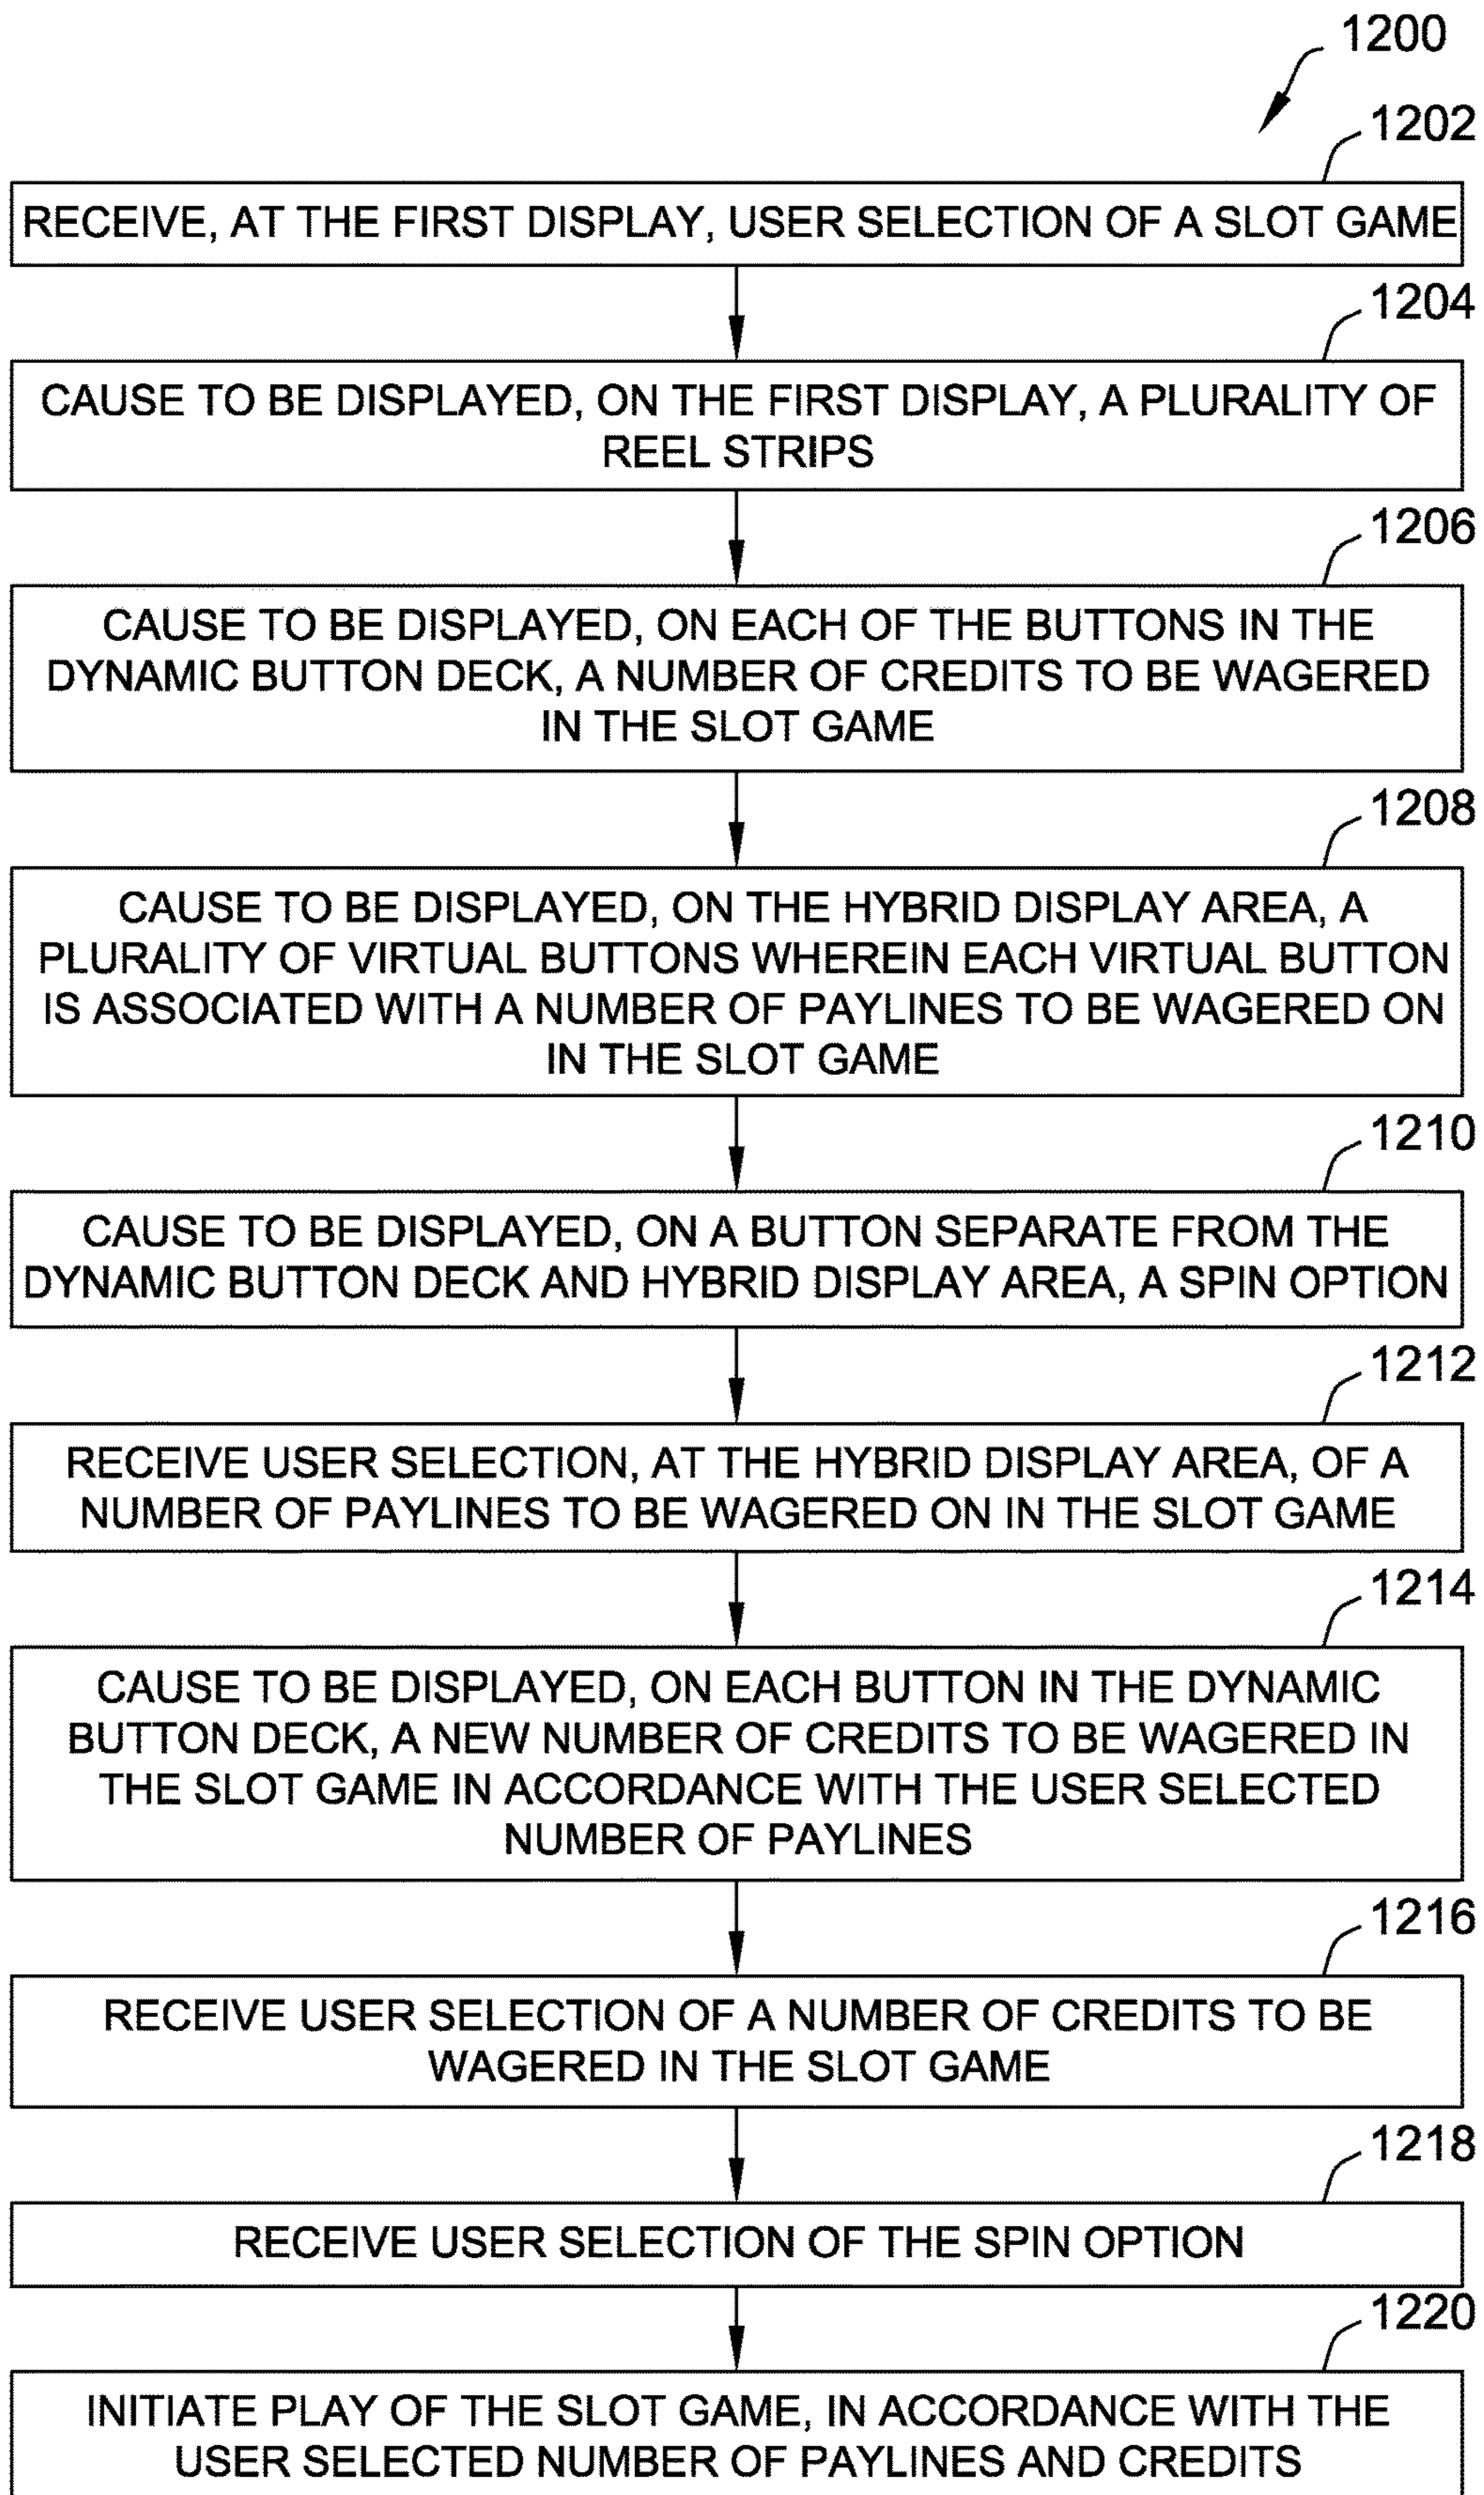 1200
1202
RECEIVE, AT THE FIRST DISPLAY, USER SELECTION OF A SLOT GAME
1204
CAUSE TO BE DISPLAYED, ON THE FIRST DISPLAY, A PLURALITY OF
REEL STRIPS
1206
CAUSE TO BE DISPLAYED, ON EACH OF THE BUTTONS IN THE
DYNAMIC BUTTON DECK, A NUMBER OF CREDITS TO BE WAGERED
IN THE SLOT GAME
1208
CAUSE TO BE DISPLAYED, ON THE HYBRID DISPLAY AREA, A
PLURALITY OF VIRTUAL BUTTONS WHEREIN EACH VIRTUAL BUTTON
IS ASSOCIATED WITH A NUMBER OF PAYLINES TO BE WAGERED ON
IN THE SLOT GAME
1210
CAUSE TO BE DISPLAYED, ON A BUTTON SEPARATE FROM THE
DYNAMIC BUTTON DECK AND HYBRID DISPLAY AREA, A SPIN OPTION
1212
RECEIVE USER SELECTION, AT THE HYBRID DISPLAY AREA, OF A
NUMBER OF PAYLINES TO BE WAGERED ON IN THE SLOT GAME
1214
CAUSE TO BE DISPLAYED, ON EACH BUTTON IN THE DYNAMIC
BUTTON DECK, A NEW NUMBER OF CREDITS TO BE WAGERED IN
THE SLOT GAME IN ACCORDANCE WITH THE USER SELECTED
NUMBER OF PAYLINES
1216
RECEIVE USER SELECTION OF A NUMBER OF CREDITS TO BE
WAGERED IN THE SLOT GAME
1218
RECEIVE USER SELECTION OF THE SPIN OPTION
1220
INITIATE PLAY OF THE SLOT GAME, IN ACCORDANCE WITH THE
USER SELECTED NUMBER OF PAYLINES AND CREDITS